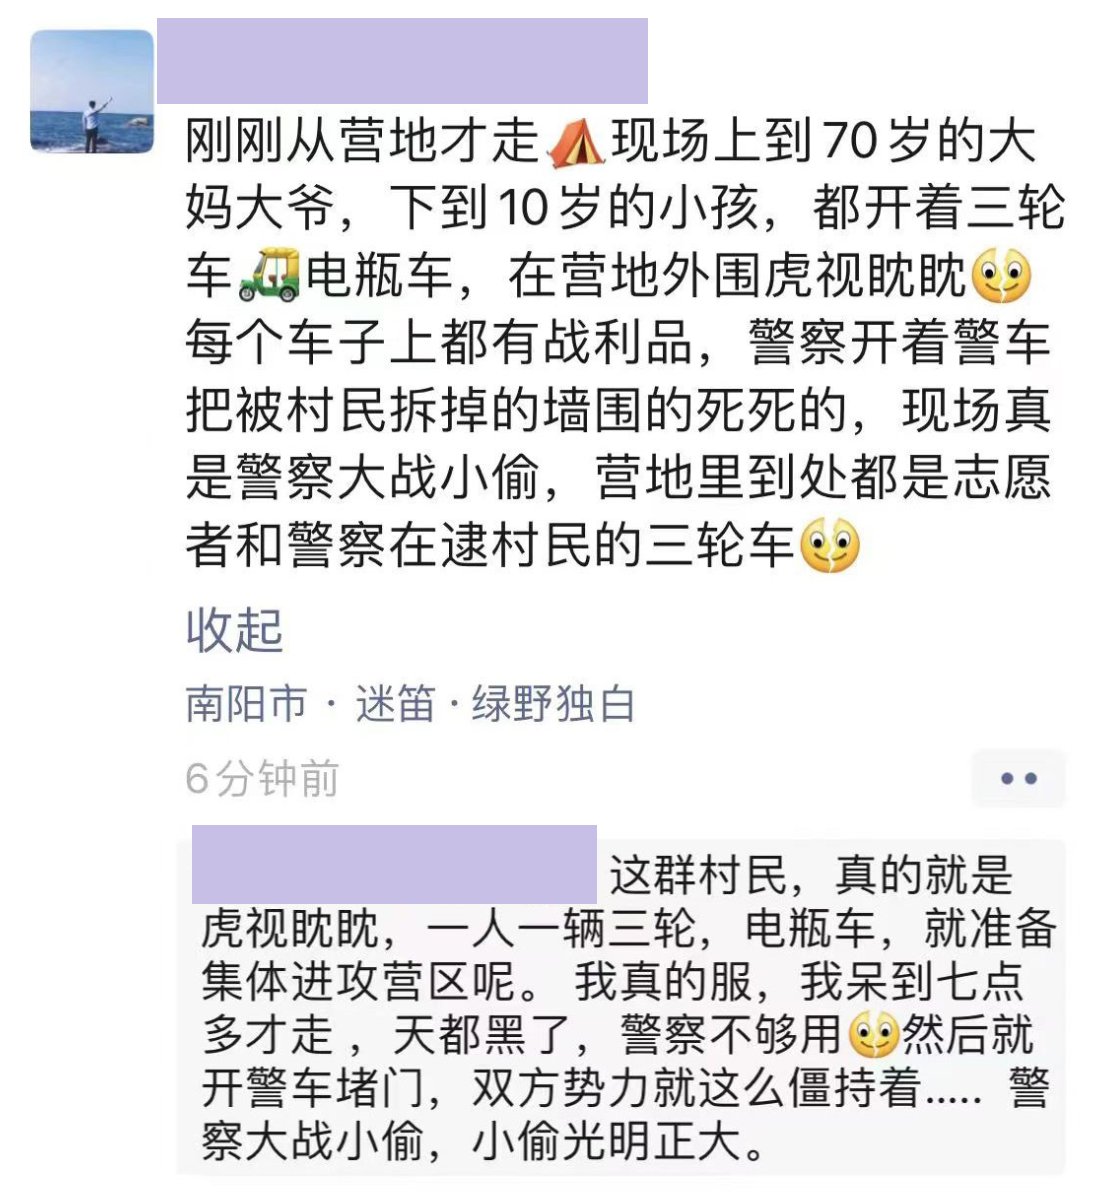 刚刚从营地才走⛺现场上到70岁的大
妈大爷，下到10岁的小孩，都开着三轮
车🛺电瓶车，在营地外围虎视眈眈
每个车子上都有战利品，警察开着警车
把被村民拆掉的墙围的死死的，现场真
是警察大战小偷，营地里到处都是志愿
者和警察在逮村民的三轮车
收起
南阳市 · 迷笛 · 绿野独白
6分钟前
这群村民，真的就是
虎视眈眈，一人一辆三轮，电瓶车，就准备
集体进攻营区呢。 我真的服，我呆到七点
多才走 ，天都黑了，警察不够用然后就
开警车堵门，双方势力就这么僵持着..... 警
察大战小偷，小偷光明正大。